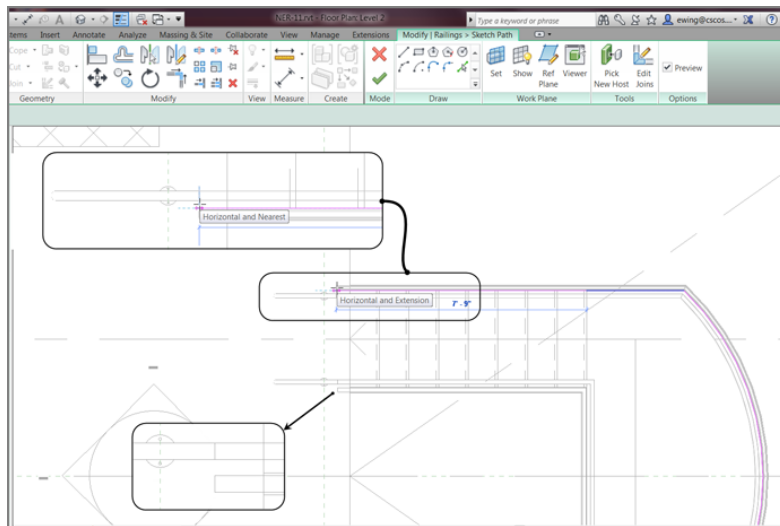 NER-11.rvt - Floor Plan: Level 2
Type a keyword or phrase
ewing@cscos...
tems Insert Annotate Analyze Massing & Site Collaborate View Manage Extensions Modify | Railings > Sketch Path
Cope
Cut
Join
Set Show Ref Plane Viewer
Pick New Host
Edit Joins
Preview
Geometry Modify View Measure Create Mode Draw Work Plane Tools Options
Horizontal and Nearest
Horizontal and Extension
7' - 9"